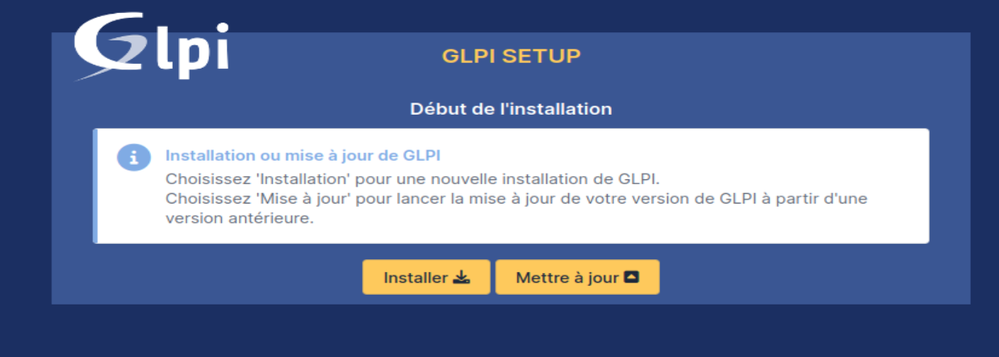 Glpi
GLPI SETUP
Début de l'installation
Installation ou mise à jour de GLPI
Choisissez 'Installation' pour une nouvelle installation de GLPI.
Choisissez 'Mise à jour' pour lancer la mise à jour de votre version de GLPI à partir d'une
version antérieure.
Installer
Mettre à jour